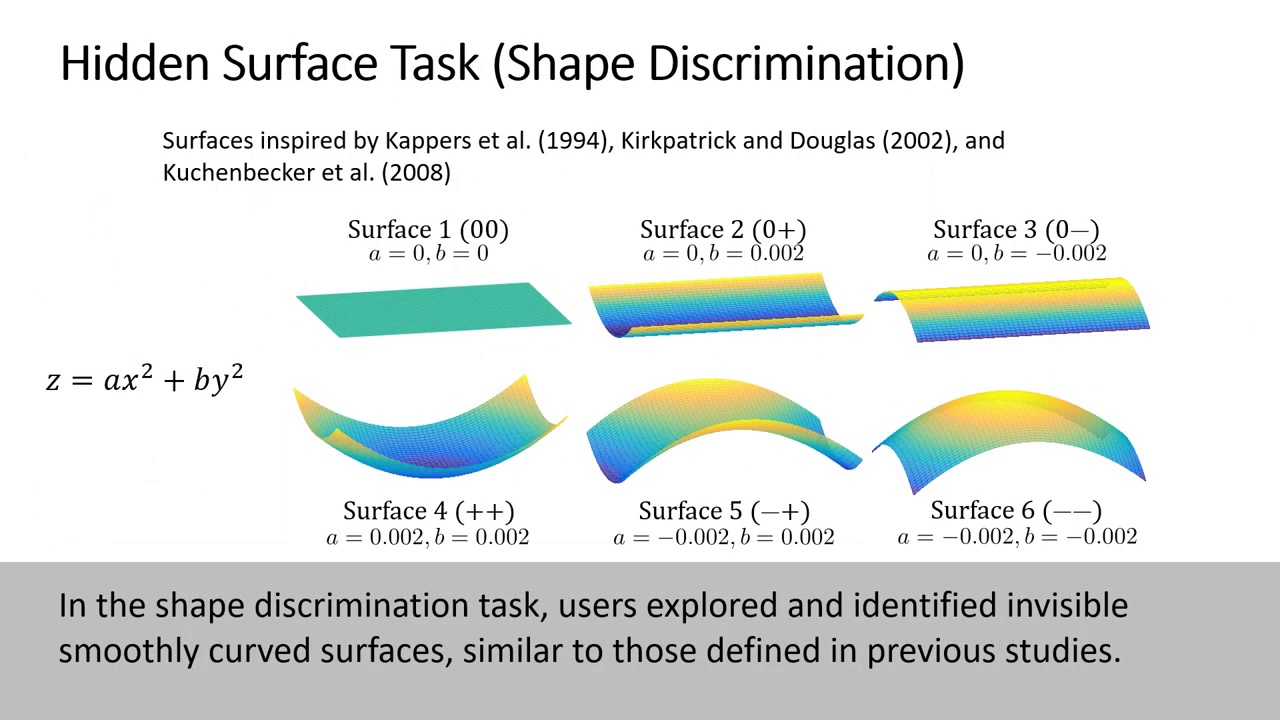 Hidden Surface Task (Shape Discrimination)
Surfaces inspired by Kappers et al. (1994), Kirkpatrick and Douglas (2002), and
Kuchenbecker et al. (2008)
Surface 1 (00)
a = 0, b = 0
Surface 2 (0+)
a = 0, b = 0.002
Surface 3 (0−)
a = 0, b = −0.002
z = ax² + by²
Surface 4 (++)
a = 0.002, b = 0.002
Surface 5 (−+)
a = −0.002, b = 0.002
Surface 6 (−−)
a = −0.002, b = −0.002
In the shape discrimination task, users explored and identified invisible
smoothly curved surfaces, similar to those defined in previous studies.